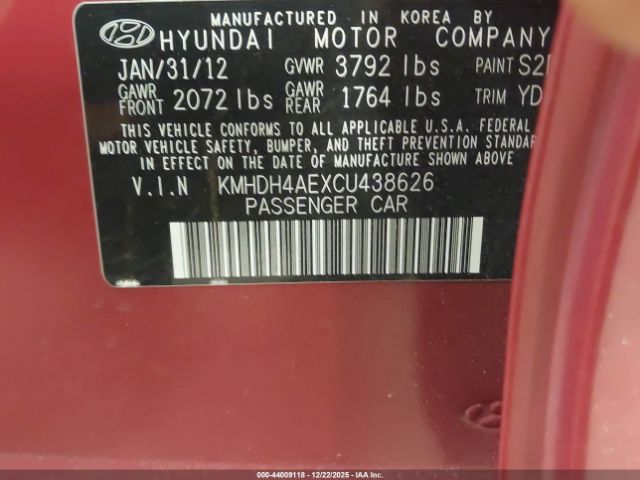 MANUFACTURED IN KOREA BY
HYUNDAI MOTOR COMPANY
JAN/31/12 GVWR 3792 lbs PAINT
GAWR FRONT 2072 lbs GAWR REAR 1764 lbs TRIM YD
THIS VEHICLE CONFORMS TO ALL APPLICABLE U.S.A. FEDERAL
MOTOR VEHICLE SAFETY, BUMPER, AND THEFT PREVENTION
IN EFFECT ON THE DATE OF MANUFACTURE SHOWN ABOVE
V.I.N KMHDH4AEXCU438626
PASSENGER CAR
000-44009118 - 12/22/2025 - IAA Inc.